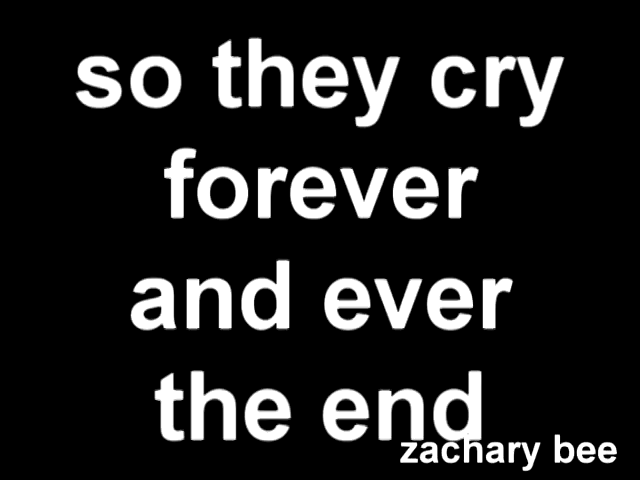 so they cry
forever
and ever
the end
zachary bee